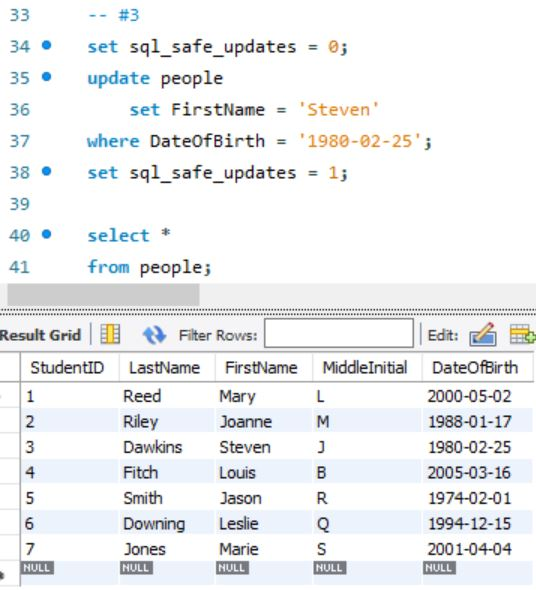 33 -- #3
34 set sql_safe_updates = 0;
35 update people
36 set FirstName = 'Steven'
37 where DateOfBirth = '1980-02-25';
38 set sql_safe_updates = 1;
39
40 select *
41 from people;
Result Grid Filter Rows: Edit:
StudentID LastName FirstName MiddleInitial DateOfBirth
1 Reed Mary L 2000-05-02
2 Riley Joanne M 1988-01-17
3 Dawkins Steven J 1980-02-25
4 Fitch Louis B 2005-03-16
5 Smith Jason R 1974-02-01
6 Downing Leslie Q 1994-12-15
7 Jones Marie S 2001-04-04
NULL NULL NULL NULL NULL